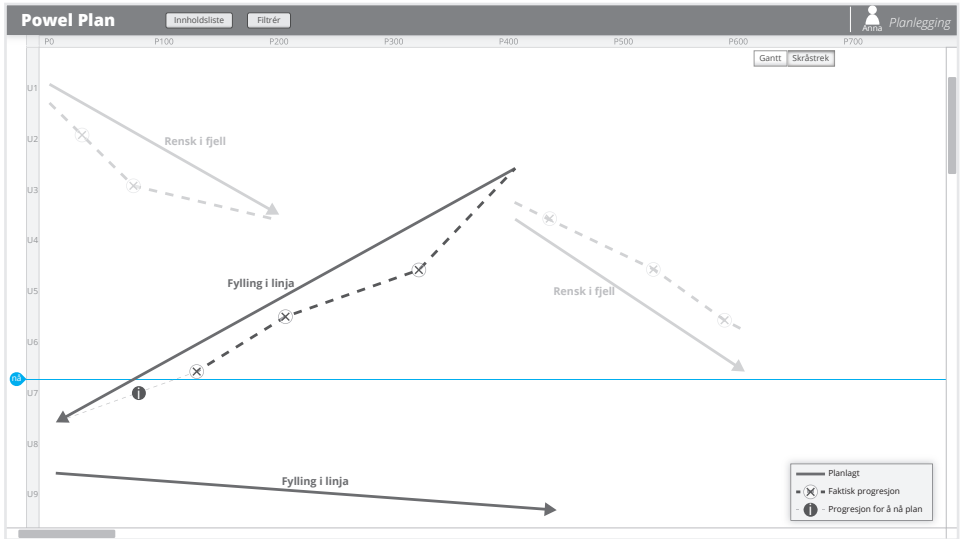 Powel Plan
Innholdsliste
Filtrér
Anna
Planlegging
P0
P100
P200
P300
P400
P500
P600
P700
Gantt
Skråstrek
U1
U2
U3
U4
U5
U6
nå
U7
U8
U9
Rensk i fjell
Fylling i linja
Rensk i fjell
Fylling i linja
Planlagt
Faktisk progresjon
Progresjon for å nå plan